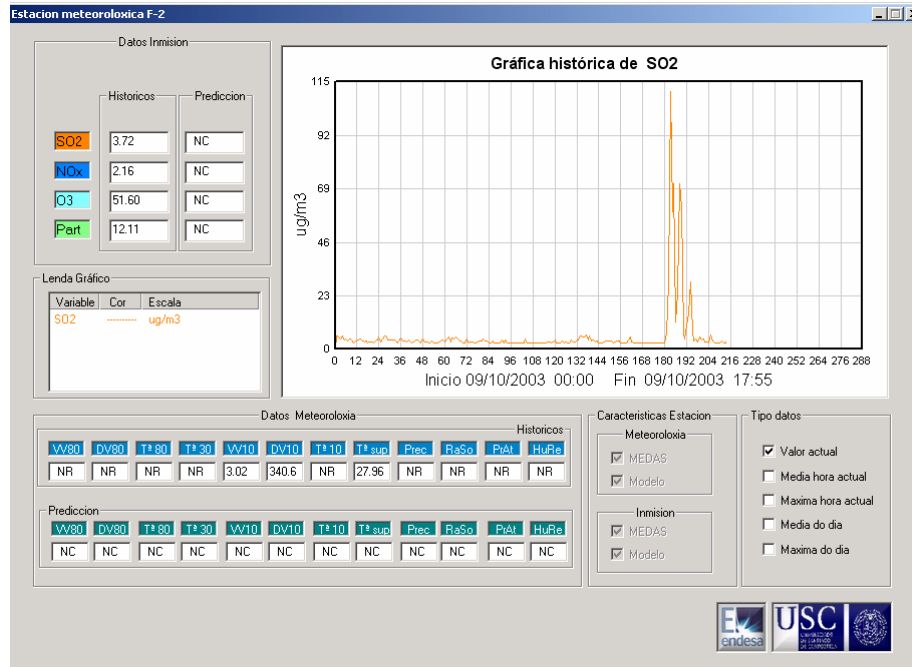 Estacion meteoroloxica F-2
Datos Inmision
Historicos Prediccion
SO2 3.72 NC
NOx 2.16 NC
O3 51.60 NC
Part 12.11 NC
Lenda Gráfico
Variable Cor Escala
SO2 ---------- ug/m3
Gráfica histórica de SO2
ug/m3
115
92
69
46
23
0
0 12 24 36 48 60 72 84 96 108 120 132 144 156 168 180 192 204 216 228 240 252 264 276 288
Inicio 09/10/2003 00:00 Fin 09/10/2003 17:55
Datos Meteoroloxia
Historicos
VV80 DV80 Tª 80 Tª 30 VV10 DV10 Tª 10 Tª sup Prec RaSo PrAt HuRe
NR NR NR NR 3.02 340.6 NR 27.96 NR NR NR NR
Prediccion
VV80 DV80 Tª 80 Tª 30 VV10 DV10 Tª 10 Tª sup Prec RaSo PrAt HuRe
NC NC NC NC NC NC NC NC NC NC NC NC
Caracteristicas Estacion
Meteoroloxia
MEDAS
Modelo
Inmision
MEDAS
Modelo
Tipo datos
Valor actual
Media hora actual
Maxima hora actual
Media do dia
Maxima do dia
endesa
USC
UNIVERSIDADE
DE SANTIAGO
DE COMPOSTELA